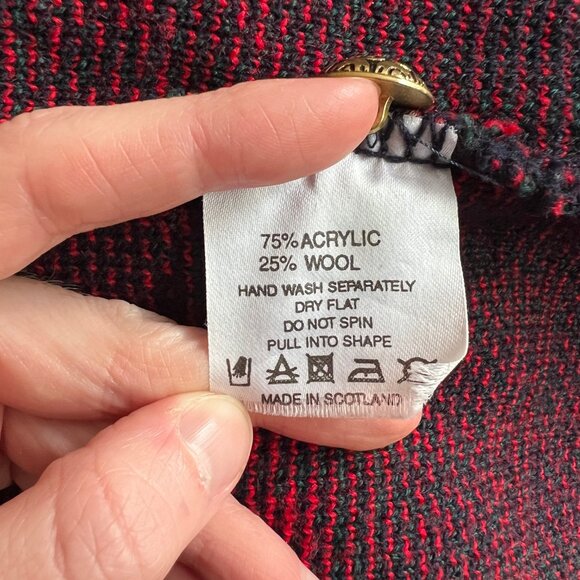 75% ACRYLIC
25% WOOL
HAND WASH SEPARATELY
DRY FLAT
DO NOT SPIN
PULL INTO SHAPE
MADE IN SCOTLAND